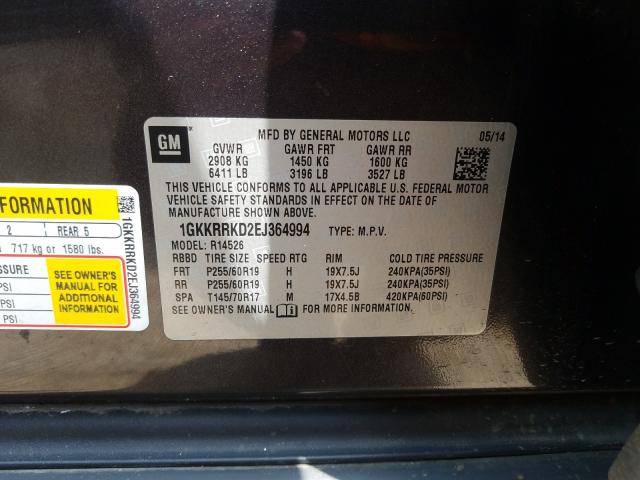 GM
MFD BY GENERAL MOTORS LLC 05/14
GVWR GAWR FRT GAWR RR
2908 KG 1450 KG 1600 KG
6411 LB 3196 LB 3527 LB
THIS VEHICLE CONFORMS TO ALL APPLICABLE U.S. FEDERAL MOTOR
VEHICLE SAFETY STANDARDS IN EFFECT ON THE DATE OF
MANUFACTURE SHOWN ABOVE.
1GKKRRKD2EJ364994 TYPE: M.P.V.
MODEL: R14526
RBBD TIRE SIZE SPEED RTG RIM COLD TIRE PRESSURE
FRT P255/60R19 H 19X7.5J 240KPA(35PSI)
RR P255/60R19 H 19X7.5J 240KPA(35PSI)
SPA T145/70R17 M 17X4.5B 420KPA(60PSI)
SEE OWNER'S MANUAL FOR MORE INFORMATION.
FORMATION
2 REAR 5
717 kg or 1580 lbs.
SSURE
PSI)
PSI)
PSI)
SEE OWNER'S
MANUAL FOR
ADDITIONAL
INFORMATION
1GKKRRKD2EJ364994